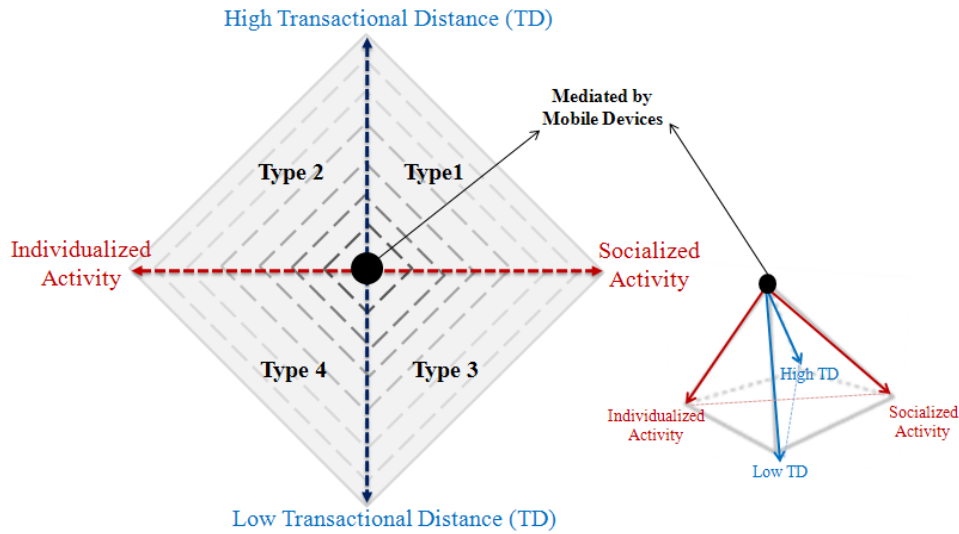 High Transactional Distance (TD)
Mediated by
Mobile Devices
Type 2
Type1
Individualized
Activity
Socialized
Activity
Type 4
Type 3
Low Transactional Distance (TD)
High TD
Individualized
Activity
Socialized
Activity
Low TD